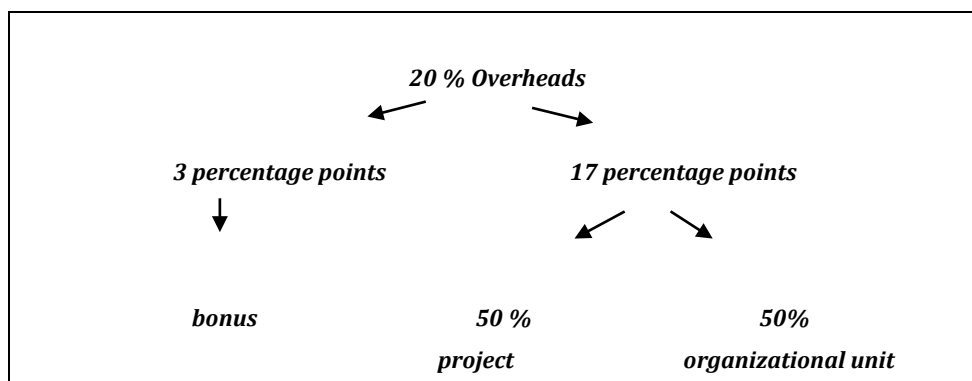 20 % Overheads
3 percentage points 17 percentage points
bonus 50 % 50%
project organizational unit